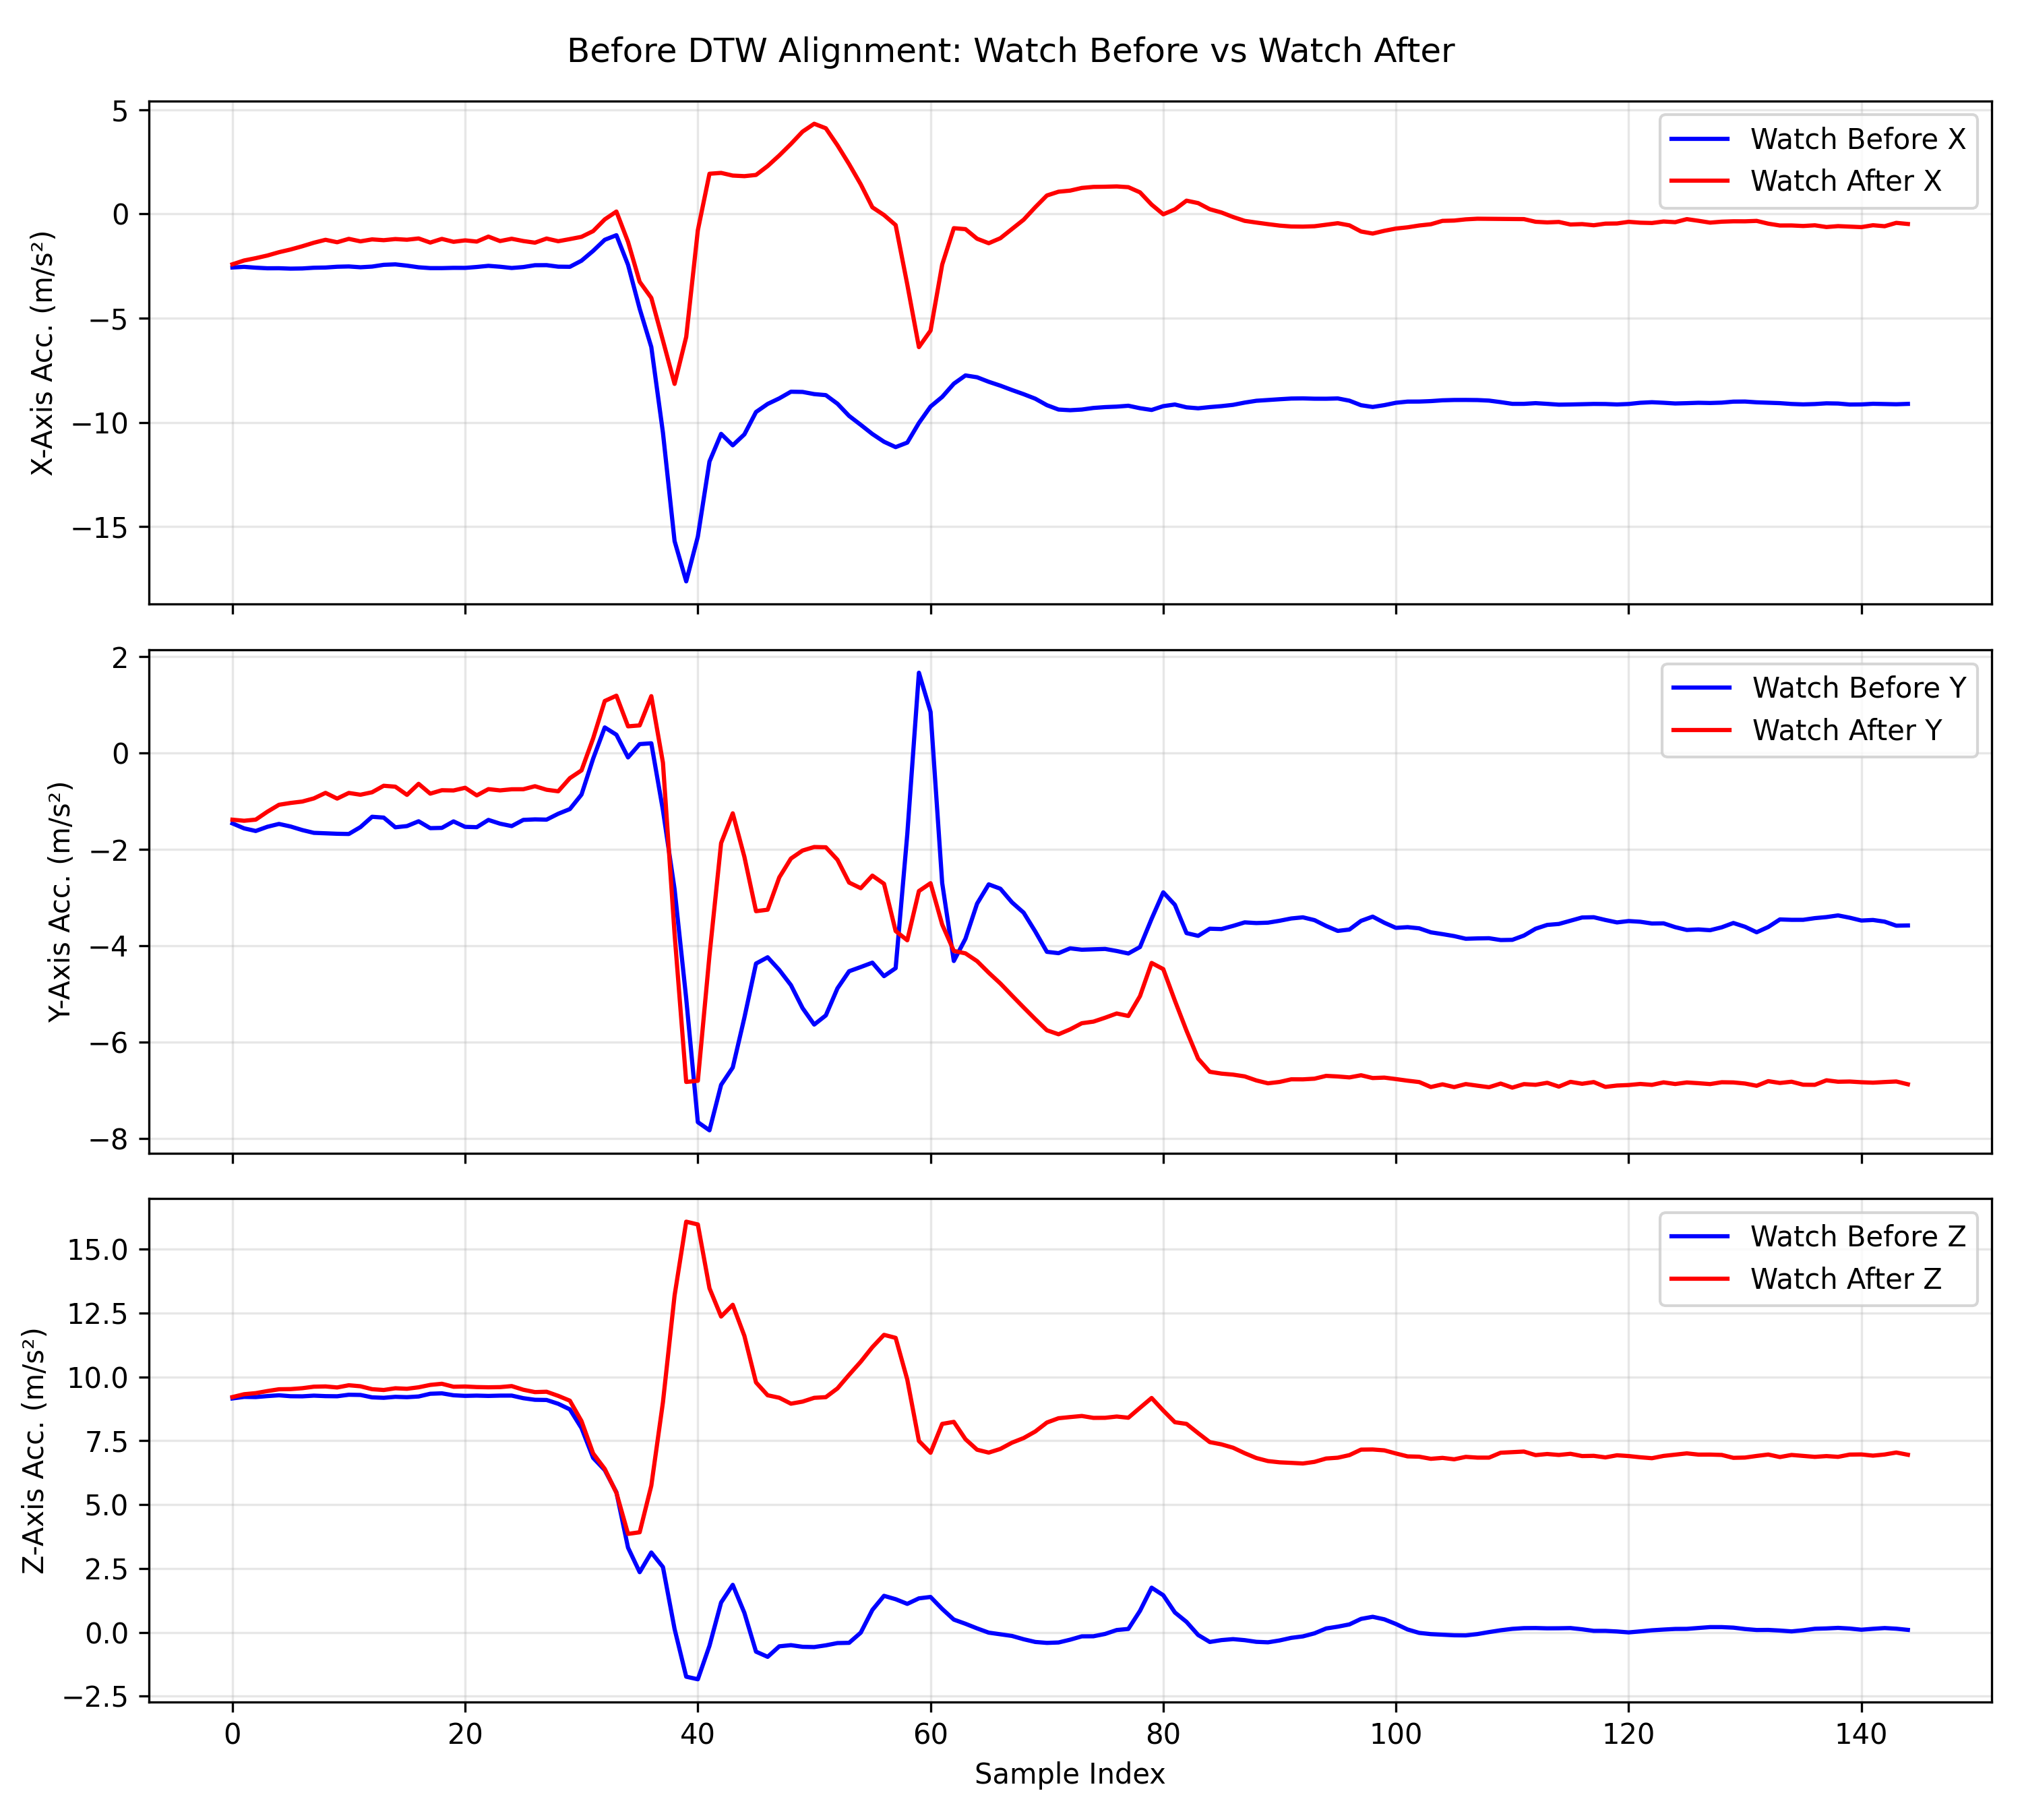 Before DTW Alignment: Watch Before vs Watch After
5
0
−5
−10
−15
X-Axis Acc. (m/s²)
Watch Before X
Watch After X
2
0
−2
−4
−6
−8
Y-Axis Acc. (m/s²)
Watch Before Y
Watch After Y
15.0
12.5
10.0
7.5
5.0
2.5
0.0
−2.5
Z-Axis Acc. (m/s²)
Watch Before Z
Watch After Z
0 20 40 60 80 100 120 140
Sample Index